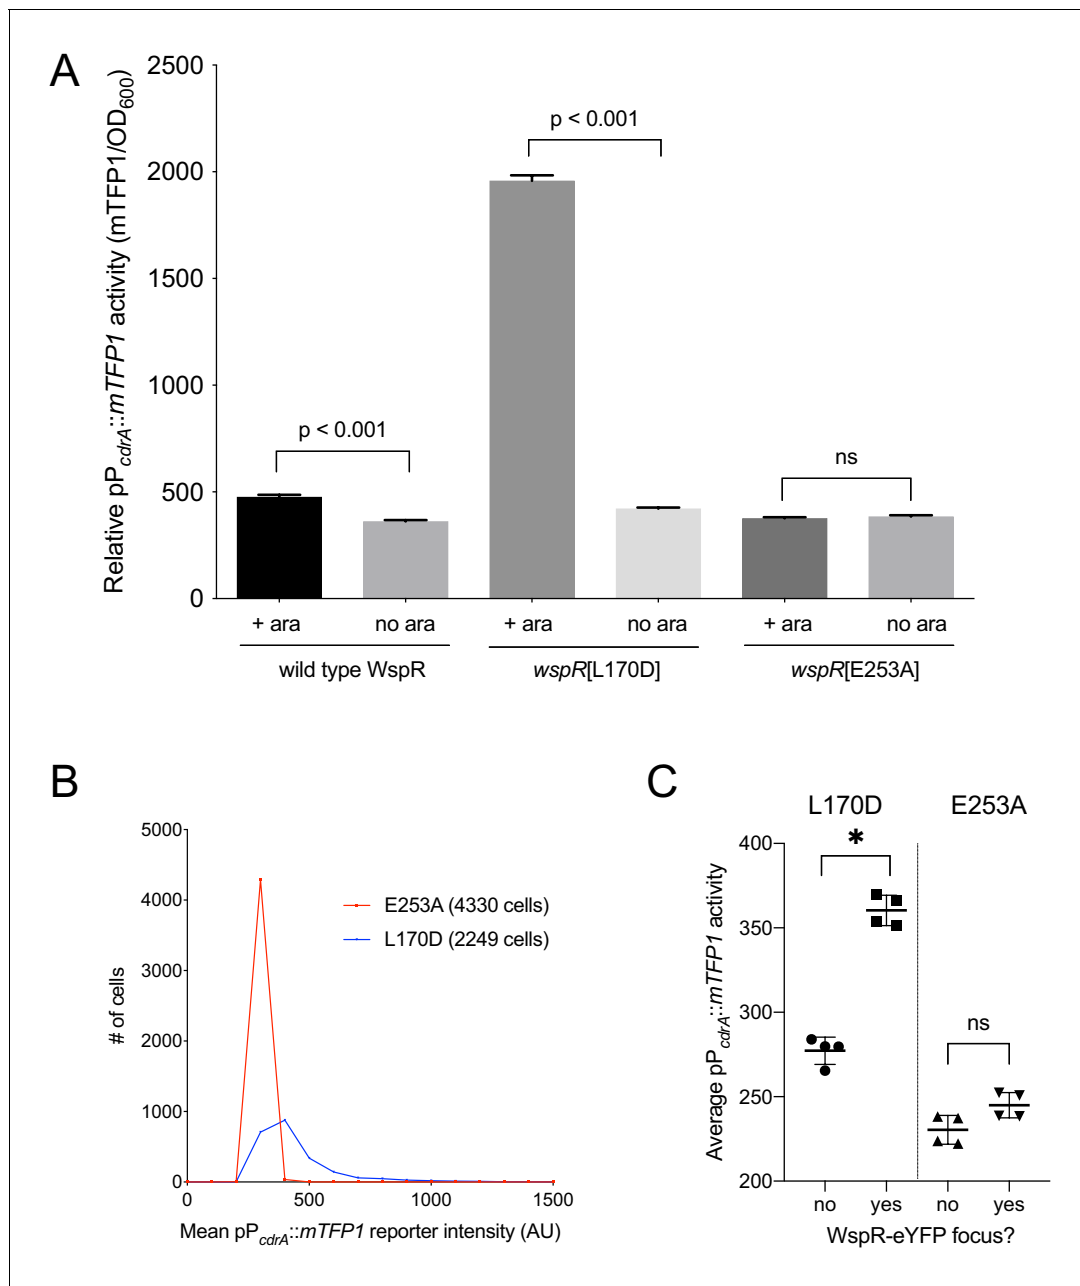 A
Relative pPcdrA::mTFP1 activity (mTFP1/OD600)
2500
2000
1500
1000
500
0
p < 0.001
p < 0.001
ns
+ ara
no ara
+ ara
no ara
+ ara
no ara
wild type WspR
wspR[L170D]
wspR[E253A]
B
# of cells
5000
4000
3000
2000
1000
0
E253A (4330 cells)
L170D (2249 cells)
0
500
1000
1500
Mean pPcdrA::mTFP1 reporter intensity (AU)
C
L170D
E253A
Average pPcdrA::mTFP1 activity
400
350
300
250
200
*
ns
no
yes
no
yes
WspR-eYFP focus?